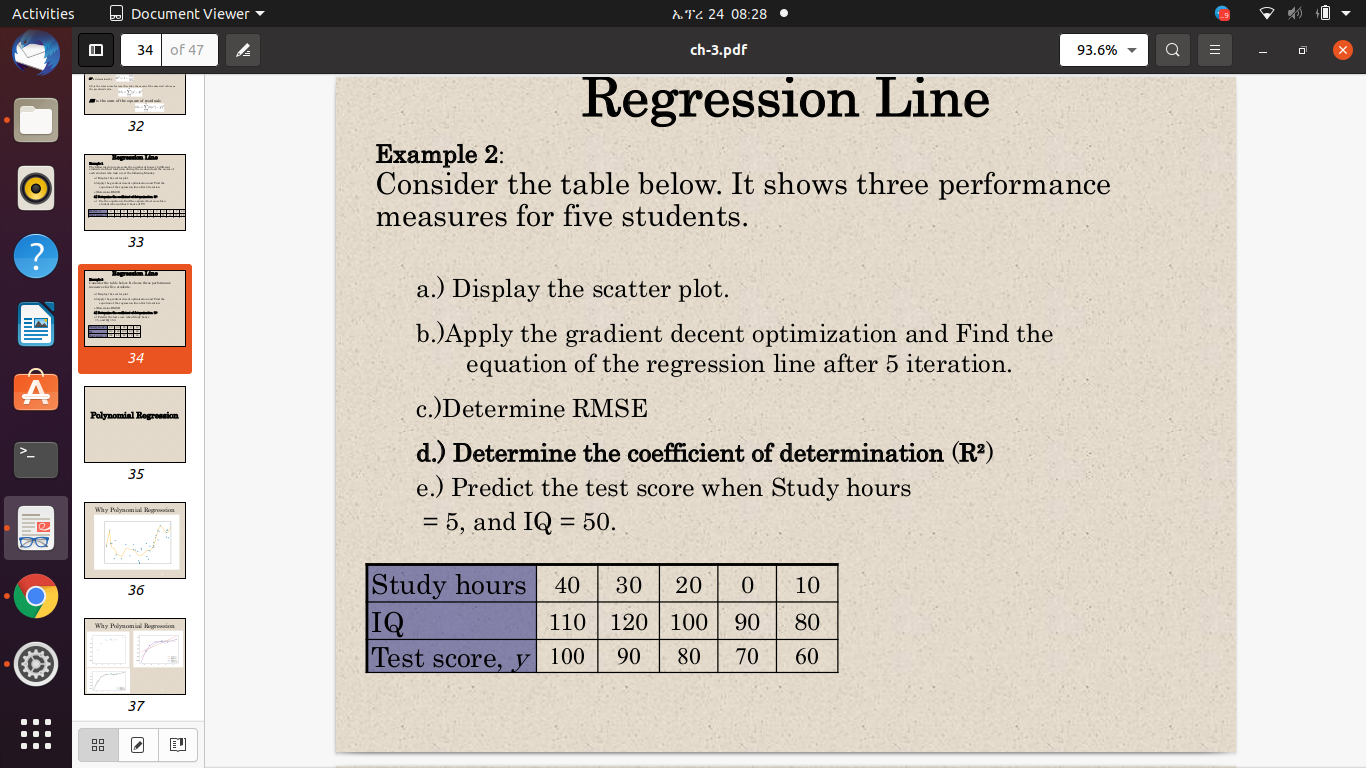 Activities
Document Viewer
ኤፕሪ 24 08:28
34
of 47
ch-3.pdf
93.6%
32
33
34
Polynomial Regression
35
Why Polynomial Regression
36
Why Polynomial Regression
37
Regression Line
Example 2:
Consider the table below. It shows three performance
measures for five students.
a.) Display the scatter plot.
b.)Apply the gradient decent optimization and Find the
equation of the regression line after 5 iteration.
c.)Determine RMSE
d.) Determine the coefficient of determination (R²)
e.) Predict the test score when Study hours
= 5, and IQ = 50.
Study hours 40 30 20 0 10
IQ 110 120 100 90 80
Test score, y 100 90 80 70 60